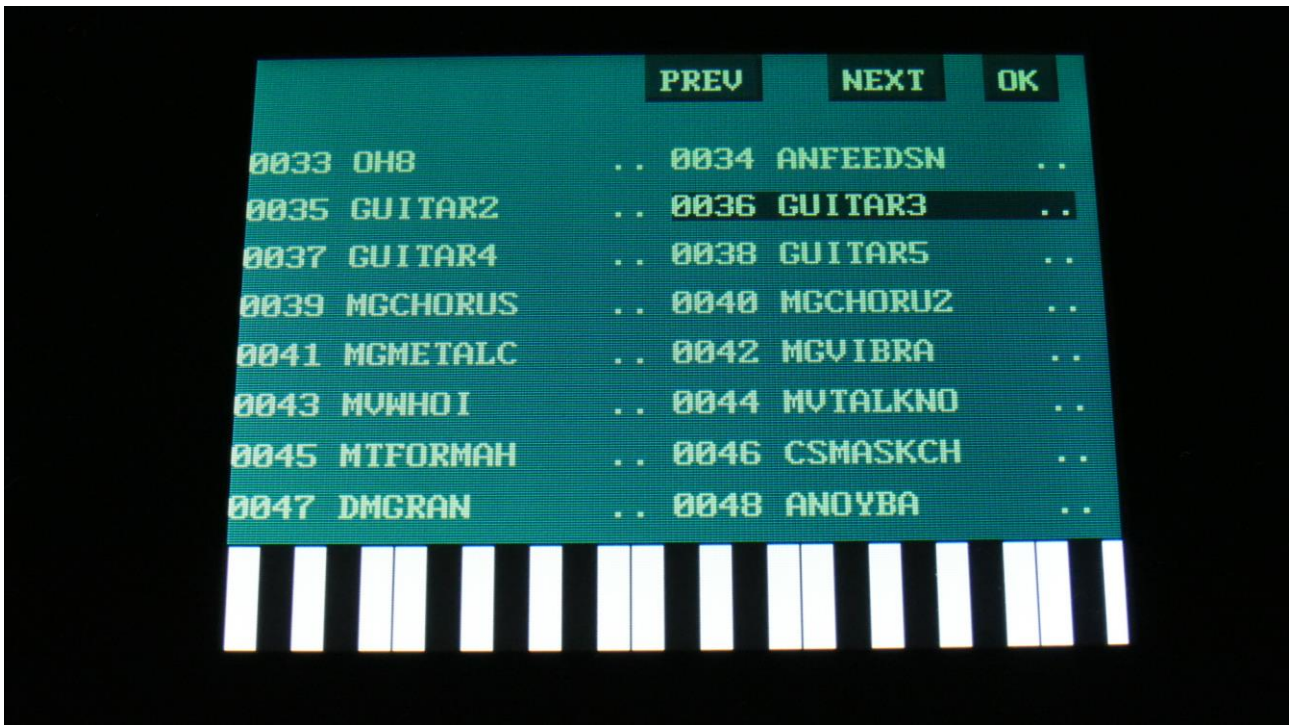 PREV NEXT OK
0033 OH8 .. 0034 ANFEEDSN ..
0035 GUITAR2 .. 0036 GUITAR3 ..
0037 GUITAR4 .. 0038 GUITAR5 ..
0039 MGCHORUS .. 0040 MGCHORU2 ..
0041 MGMETALC .. 0042 MGVIBRA ..
0043 MVWHOI .. 0044 MVTALKNO ..
0045 MTFORMAH .. 0046 CSMASKCH ..
0047 DMGRAN .. 0048 ANOYBA ..